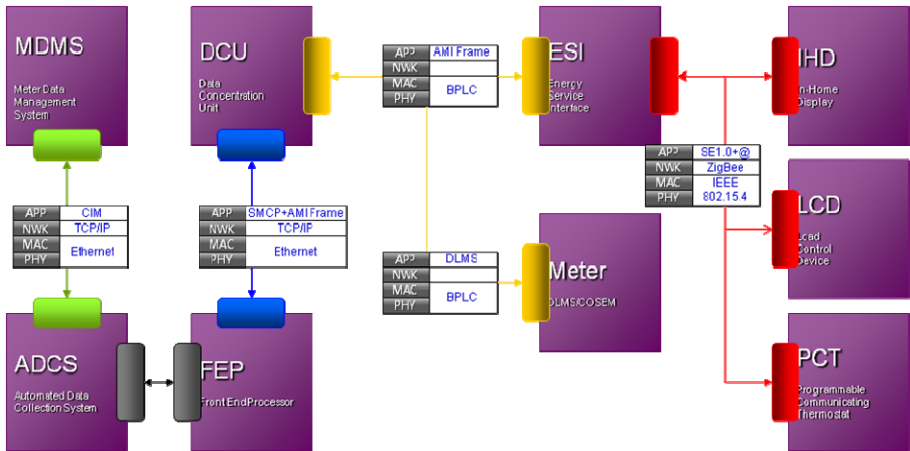 MDMS
Meter Data
Management
System
DCU
Data
Concentration
Unit
APP AMI Frame
NWK
MAC
PHY
BPLC
ESI
Energy
Service
Interface
IHD
In-Home
Display
APP SE1.0+@
NWK ZigBee
MAC IEEE
PHY 802.15.4
APP CIM
NWK TCP/IP
MAC
PHY
Ethernet
APP SMCP+AMI Frame
NWK TCP/IP
MAC
PHY
Ethernet
APP DLMS
NWK
MAC
PHY
BPLC
Meter
DLMS/COSEM
LCD
Load
Control
Device
ADCS
Automated Data
Collection System
FEP
Front End Processor
PCT
Programmable
Communicating
Thermostat